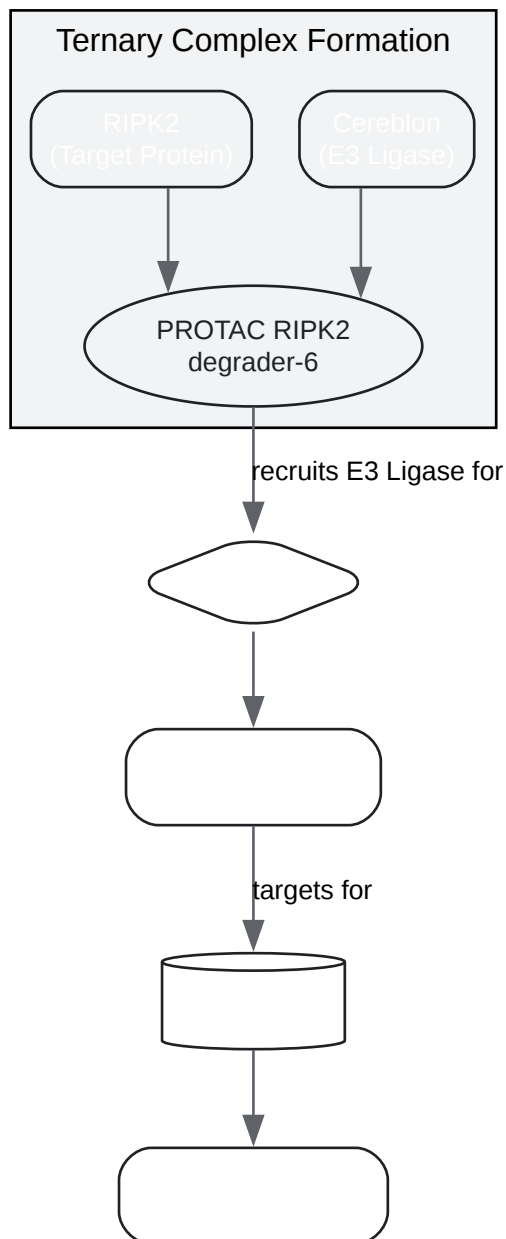 Ternary Complex Formation
RIPK2
(Target Protein)
Cereblon
(E3 Ligase)
PROTAC RIPK2
degrader-6
recruits E3 Ligase for
targets for